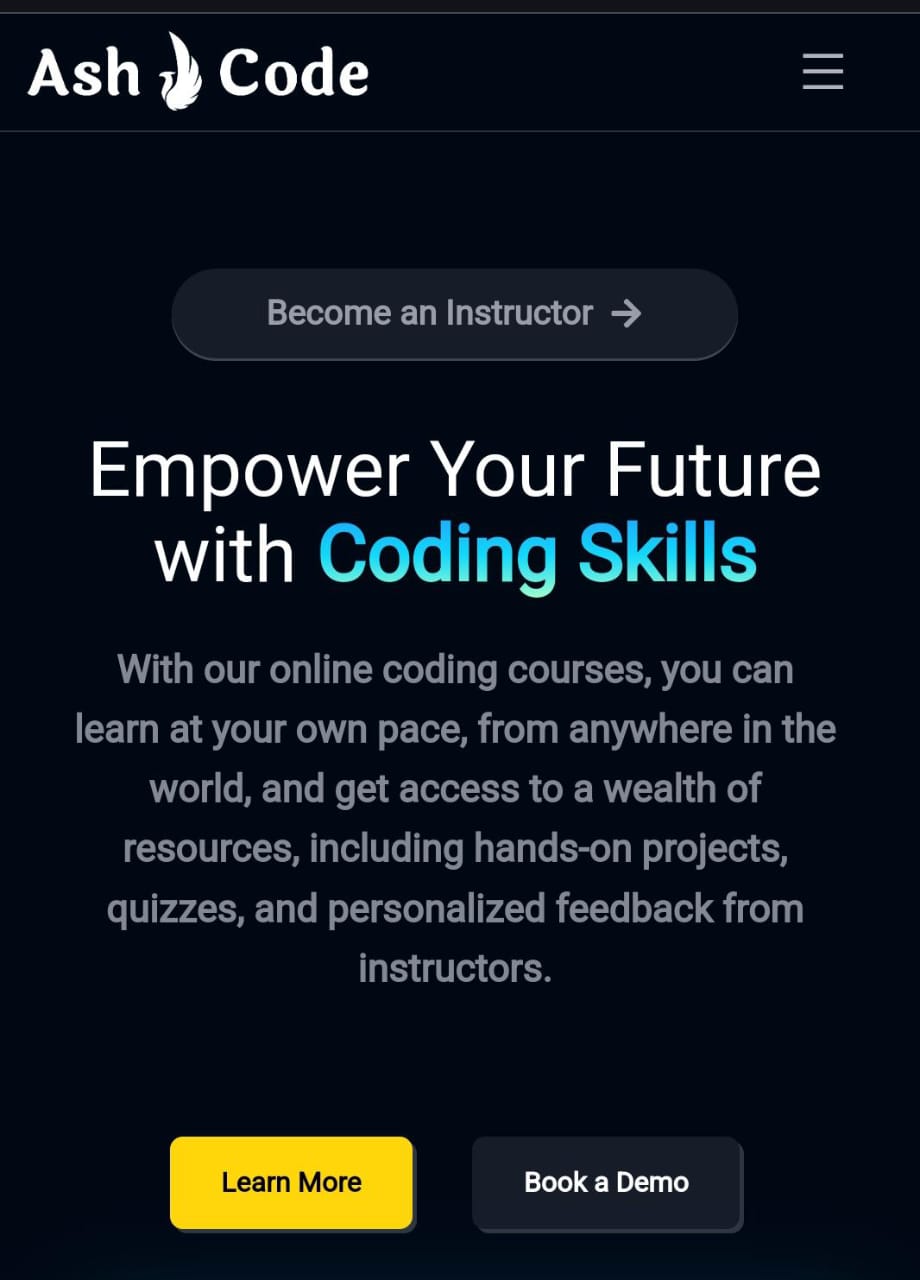 Ash Code
Become an Instructor →
Empower Your Future
with Coding Skills
With our online coding courses, you can
learn at your own pace, from anywhere in the
world, and get access to a wealth of
resources, including hands-on projects,
quizzes, and personalized feedback from
instructors.
Learn More
Book a Demo